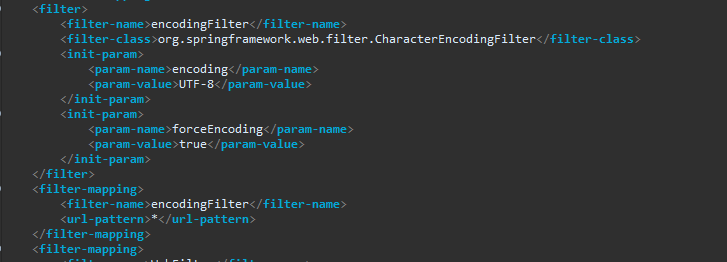 <filter>
<filter-name>encodingFilter</filter-name>
<filter-class>org.springframework.web.filter.CharacterEncodingFilter</filter-class>
<init-param>
<param-name>encoding</param-name>
<param-value>UTF-8</param-value>
</init-param>
<init-param>
<param-name>forceEncoding</param-name>
<param-value>true</param-value>
</init-param>
</filter>
<filter-mapping>
<filter-name>encodingFilter</filter-name>
<url-pattern>*</url-pattern>
</filter-mapping>
<filter-mapping>